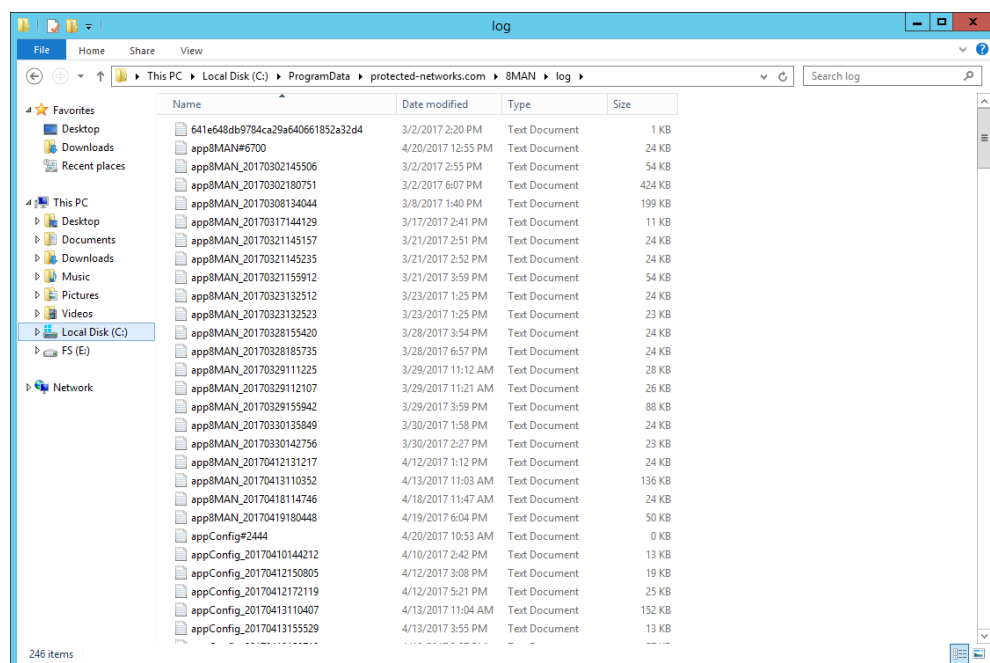 log
File Home Share View
This PC Local Disk (C:) ProgramData protected-networks.com 8MAN log Search log
Favorites
Desktop
Downloads
Recent places
This PC
Desktop
Documents
Downloads
Music
Pictures
Videos
Local Disk (C:)
FS (E:)
Network
Name Date modified Type Size
641e648db9784ca29a640661852a32d4 3/2/2017 2:20 PM Text Document 1 KB
app8MAN#6700 4/20/2017 12:55 PM Text Document 24 KB
app8MAN_20170302145506 3/2/2017 2:55 PM Text Document 54 KB
app8MAN_20170302180751 3/2/2017 6:07 PM Text Document 424 KB
app8MAN_20170308134044 3/8/2017 1:40 PM Text Document 199 KB
app8MAN_20170317144129 3/17/2017 2:41 PM Text Document 11 KB
app8MAN_20170321145157 3/21/2017 2:51 PM Text Document 24 KB
app8MAN_20170321145235 3/21/2017 2:52 PM Text Document 24 KB
app8MAN_20170321155912 3/21/2017 3:59 PM Text Document 54 KB
app8MAN_20170323132512 3/23/2017 1:25 PM Text Document 24 KB
app8MAN_20170323132523 3/23/2017 1:25 PM Text Document 23 KB
app8MAN_20170328155420 3/28/2017 3:54 PM Text Document 24 KB
app8MAN_20170328185735 3/28/2017 6:57 PM Text Document 24 KB
app8MAN_20170329111225 3/29/2017 11:12 AM Text Document 28 KB
app8MAN_20170329112107 3/29/2017 11:21 AM Text Document 26 KB
app8MAN_20170329155942 3/29/2017 3:59 PM Text Document 88 KB
app8MAN_20170330135849 3/30/2017 1:58 PM Text Document 24 KB
app8MAN_20170330142756 3/30/2017 2:27 PM Text Document 23 KB
app8MAN_20170412131217 4/12/2017 1:12 PM Text Document 24 KB
app8MAN_20170413110352 4/13/2017 11:03 AM Text Document 136 KB
app8MAN_20170418114746 4/18/2017 11:47 AM Text Document 24 KB
app8MAN_20170419180448 4/19/2017 6:04 PM Text Document 50 KB
appConfig#2444 4/20/2017 10:53 AM Text Document 0 KB
appConfig_20170410144212 4/10/2017 2:42 PM Text Document 13 KB
appConfig_20170412150805 4/12/2017 3:08 PM Text Document 19 KB
appConfig_20170412172119 4/12/2017 5:21 PM Text Document 25 KB
appConfig_20170413110407 4/13/2017 11:04 AM Text Document 152 KB
appConfig_20170413155529 4/13/2017 3:55 PM Text Document 13 KB
246 items